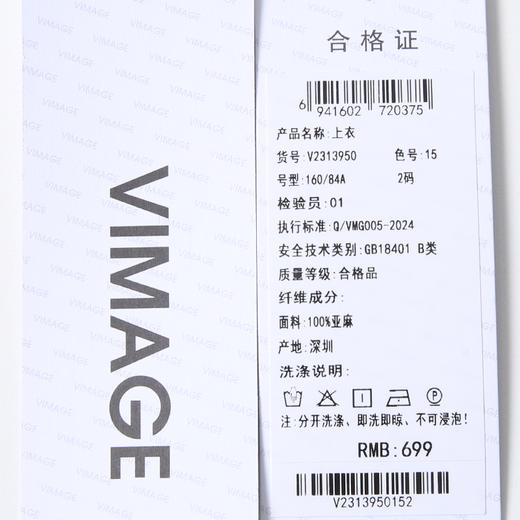 VIMAGE
合格证
6 941602 720375
产品名称:上衣
货号:V2313950 色号:15
号型:160/84A 2码
检验员:01
执行标准:Q/VMG005-2024
安全技术类别:GB18401 B类
质量等级:合格品
纤维成分:
面料:100%亚麻
产地:深圳
洗涤说明:
注:分开洗涤、即洗即晾、不可浸泡!
RMB:699
V2313950152